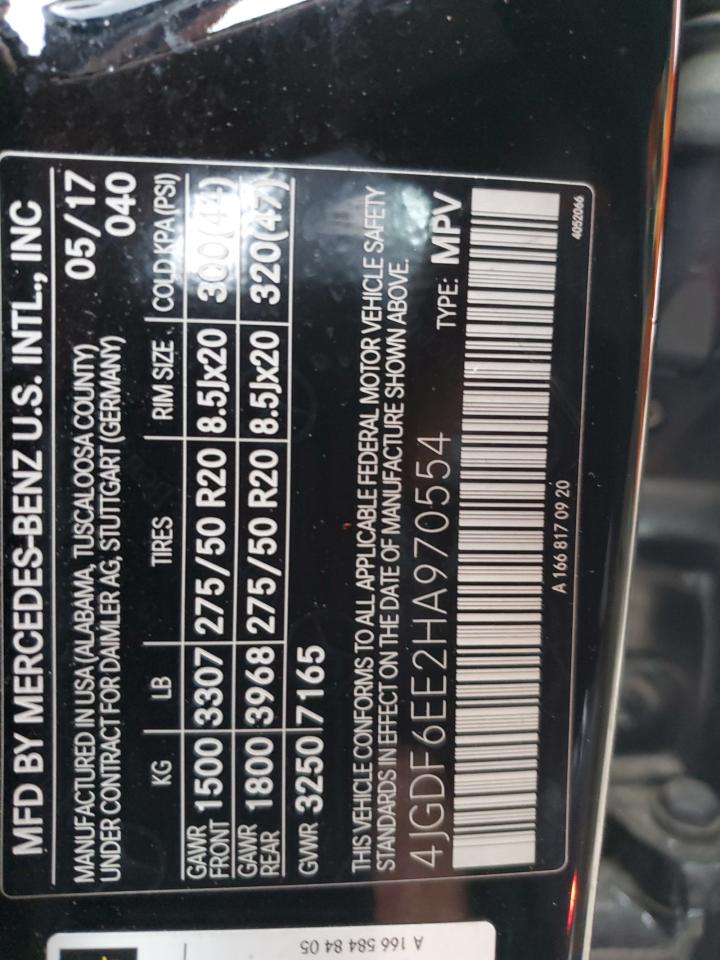 MFD BY MERCEDES-BENZ U.S. INTL., INC
MANUFACTURED IN USA (ALABAMA, TUSCALOOSA COUNTY) 05/17
UNDER CONTRACT FOR DAIMLER AG, STUTTGART (GERMANY) 040
KG LB TIRES RIM SIZE COLD KPA (PSI)
GAWR FRONT 1500 3307 275/50 R20 8.5Jx20 300(44)
GAWR REAR 1800 3968 275/50 R20 8.5Jx20 320(47)
GVWR 3250 7165
THIS VEHICLE CONFORMS TO ALL APPLICABLE FEDERAL MOTOR VEHICLE SAFETY
STANDARDS IN EFFECT ON THE DATE OF MANUFACTURE SHOWN ABOVE.
4JGDF6EE2HA970554 TYPE: MPV
A 166 817 09 20 4052066
A 166 584 84 05